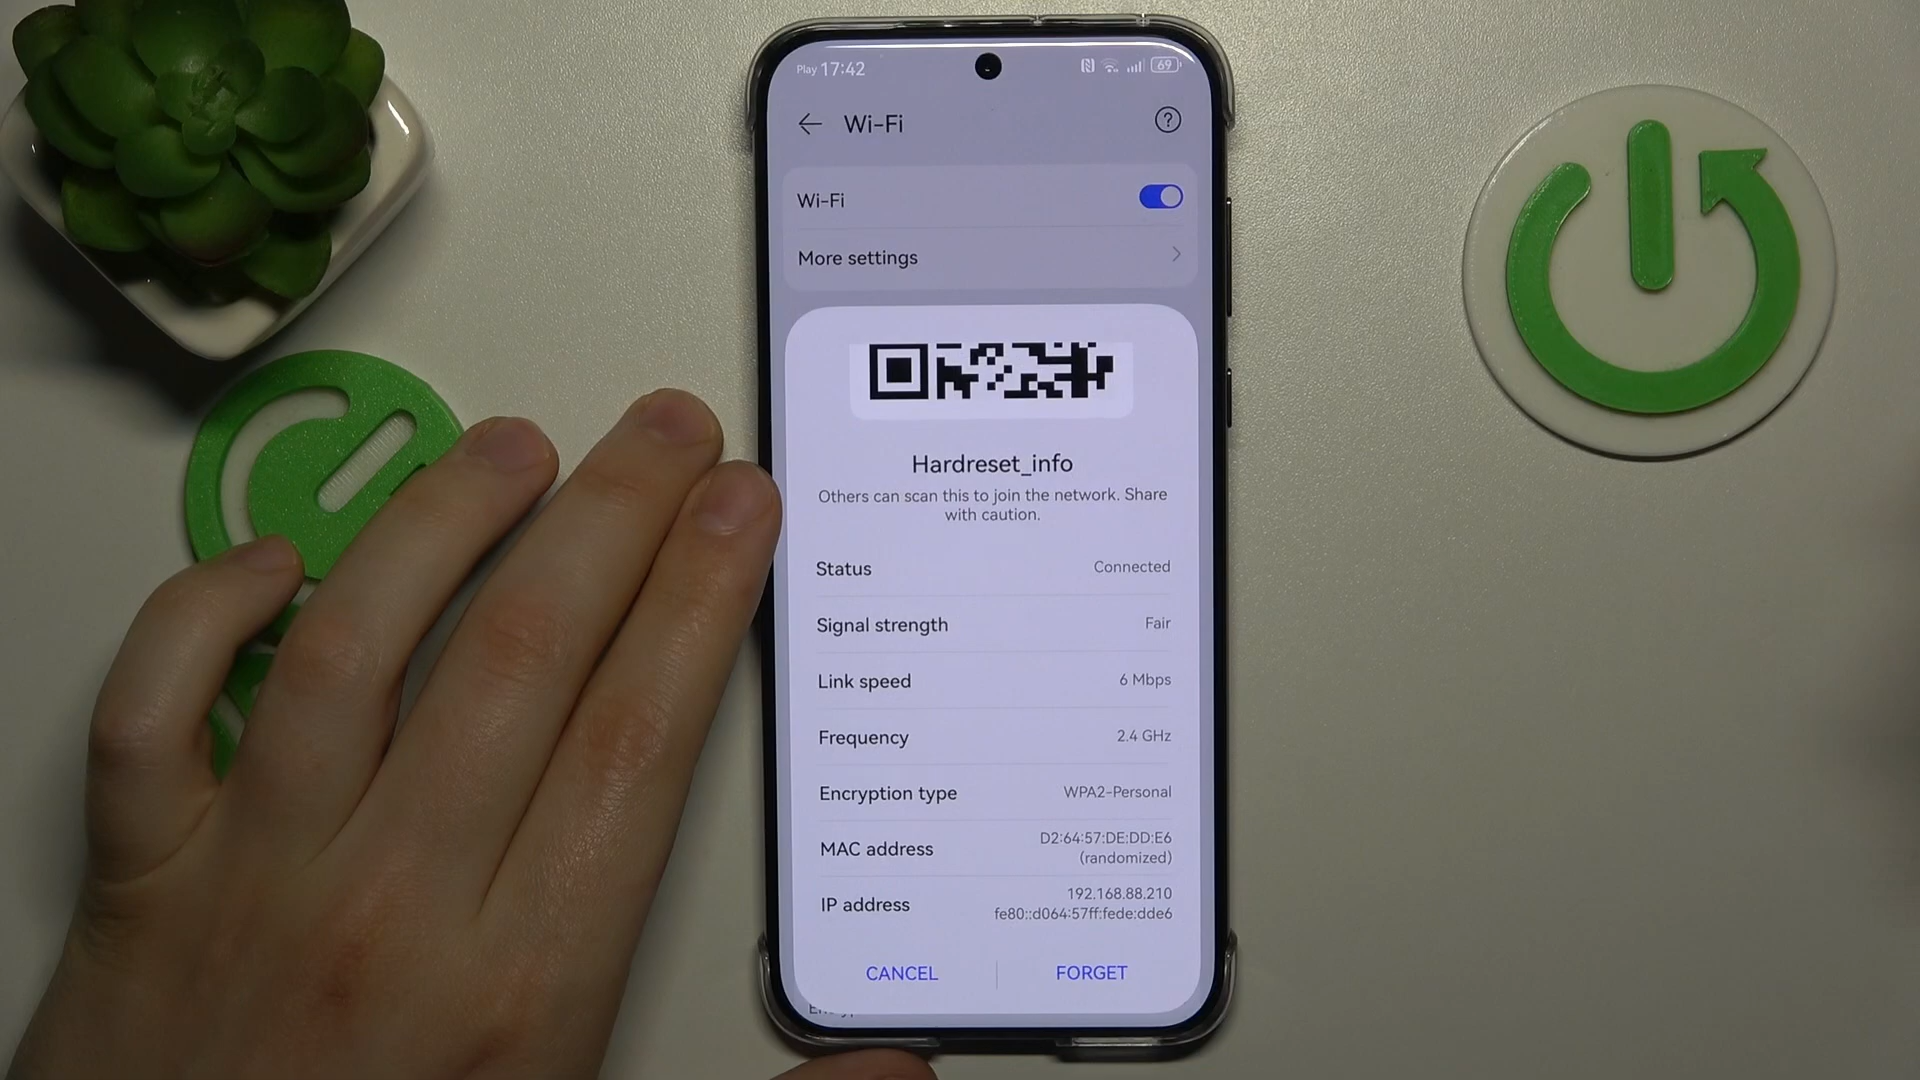 Play 17:42
69
Wi-Fi
Wi-Fi
More settings
Hardreset_info
Others can scan this to join the network. Share
with caution.
Status Connected
Signal strength Fair
Link speed 6 Mbps
Frequency 2.4 GHz
Encryption type WPA2-Personal
MAC address D2:64:57:DE:DD:E6
(randomized)
IP address 192.168.88.210
fe80::d064:57ff:fede:dde6
CANCEL FORGET